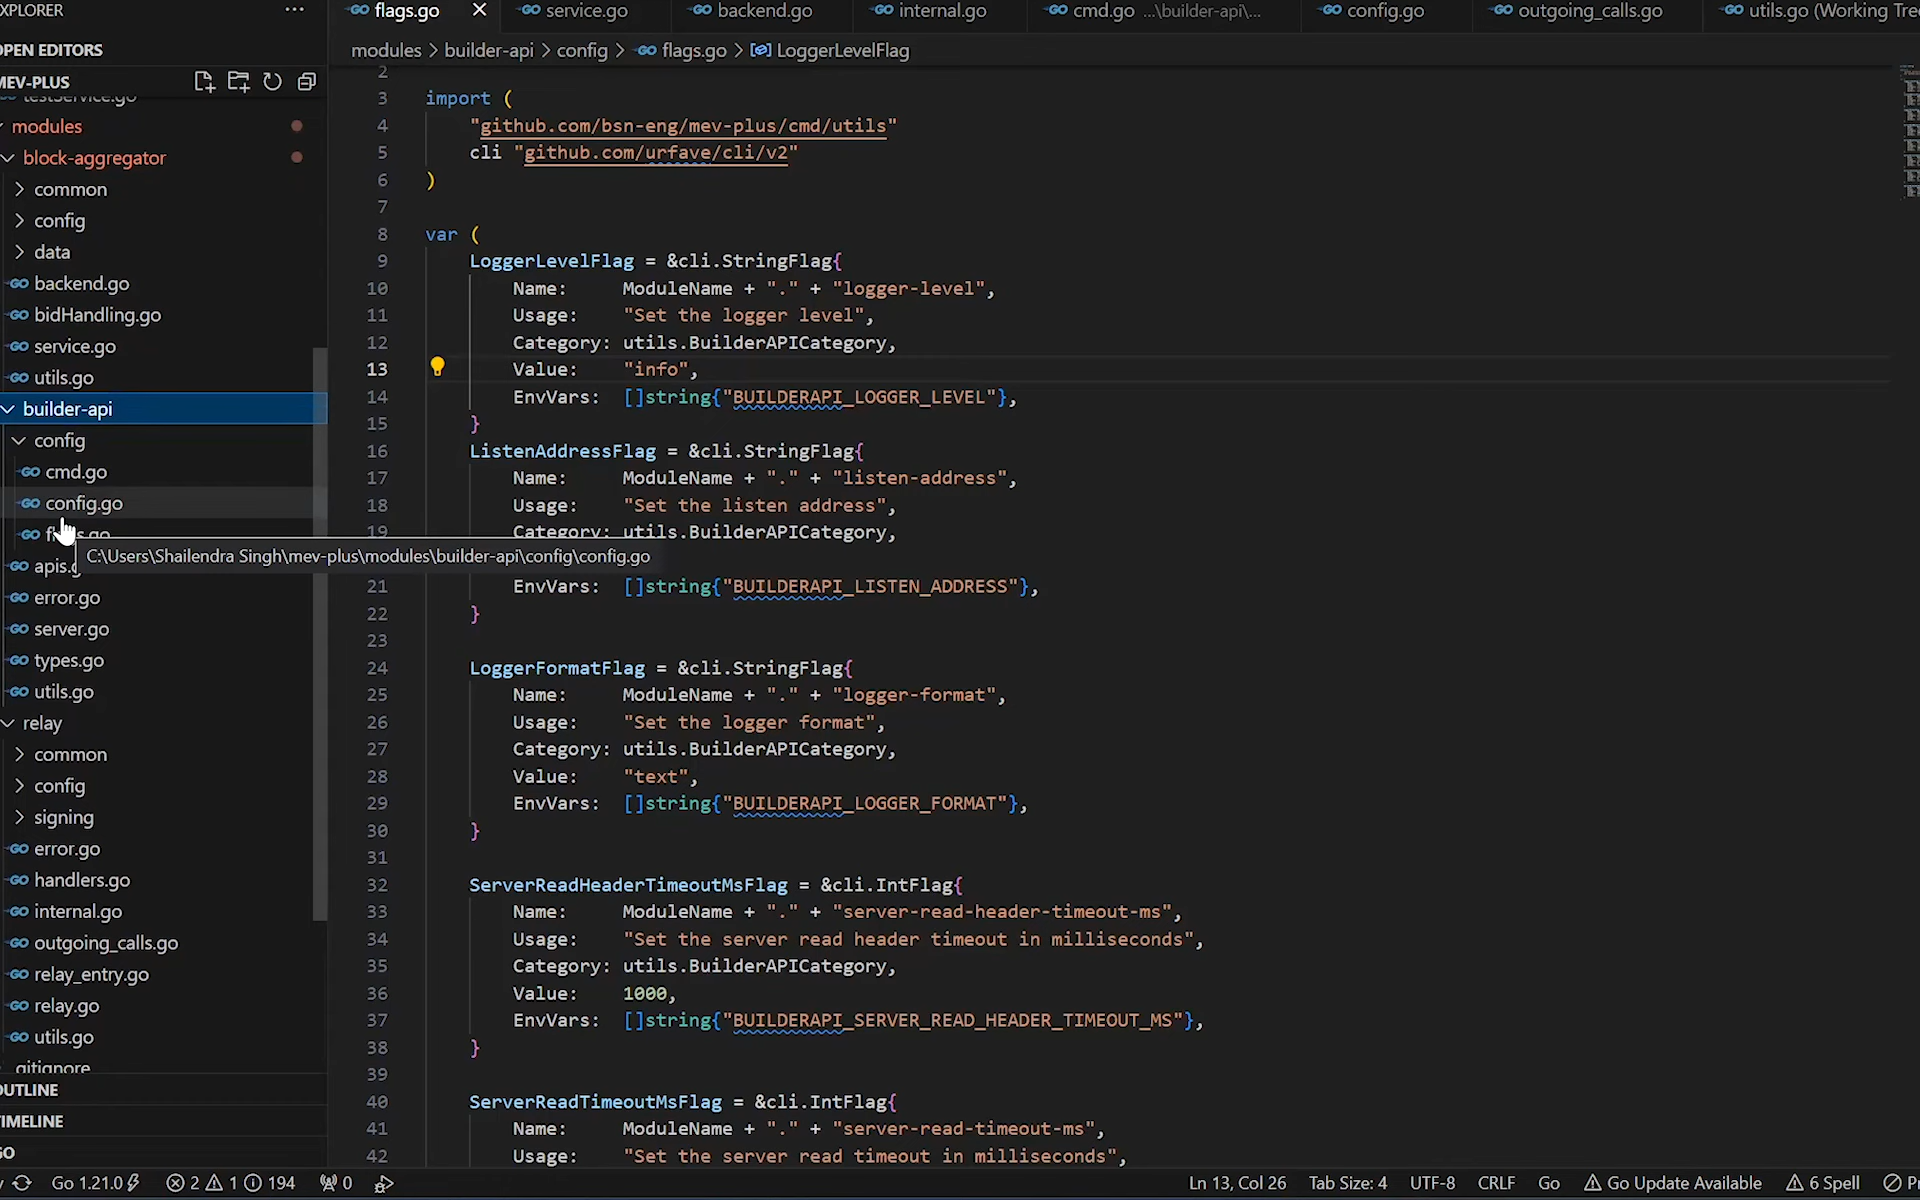 XPLORER ...
OPEN EDITORS
MEV-PLUS
testService.go
modules
block-aggregator
common
config
data
backend.go
bidHandling.go
service.go
utils.go
builder-api
config
cmd.go
config.go
apis.g
error.go
server.go
types.go
utils.go
relay
common
config
signing
error.go
handlers.go
internal.go
outgoing_calls.go
relay_entry.go
relay.go
utils.go
.gitignore
OUTLINE
TIMELINE
GO
flags.go service.go backend.go internal.go cmd.go ...\builder-api\... config.go outgoing_calls.go utils.go (Working Tre
modules > builder-api > config > flags.go > LoggerLevelFlag
2
3 import (
4 "github.com/bsn-eng/mev-plus/cmd/utils"
5 cli "github.com/urfave/cli/v2"
6 )
7
8 var (
9 LoggerLevelFlag = &cli.StringFlag{
10 Name: ModuleName + "." + "logger-level",
11 Usage: "Set the logger level",
12 Category: utils.BuilderAPICategory,
13 Value: "info",
14 EnvVars: []string{"BUILDERAPI_LOGGER_LEVEL"},
15 }
16 ListenAddressFlag = &cli.StringFlag{
17 Name: ModuleName + "." + "listen-address",
18 Usage: "Set the listen address",
19 Category: utils.BuilderAPICategory,
C:\Users\Shailendra Singh\mev-plus\modules\builder-api\config\config.go
21 EnvVars: []string{"BUILDERAPI_LISTEN_ADDRESS"},
22 }
23
24 LoggerFormatFlag = &cli.StringFlag{
25 Name: ModuleName + "." + "logger-format",
26 Usage: "Set the logger format",
27 Category: utils.BuilderAPICategory,
28 Value: "text",
29 EnvVars: []string{"BUILDERAPI_LOGGER_FORMAT"},
30 }
31
32 ServerReadHeaderTimeoutMsFlag = &cli.IntFlag{
33 Name: ModuleName + "." + "server-read-header-timeout-ms",
34 Usage: "Set the server read header timeout in milliseconds",
35 Category: utils.BuilderAPICategory,
36 Value: 1000,
37 EnvVars: []string{"BUILDERAPI_SERVER_READ_HEADER_TIMEOUT_MS"},
38 }
39
40 ServerReadTimeoutMsFlag = &cli.IntFlag{
41 Name: ModuleName + "." + "server-read-timeout-ms",
42 Usage: "Set the server read timeout in milliseconds",
Go 1.21.0 2 1 194 0 Ln 13, Col 26 Tab Size: 4 UTF-8 CRLF Go Go Update Available 6 Spell